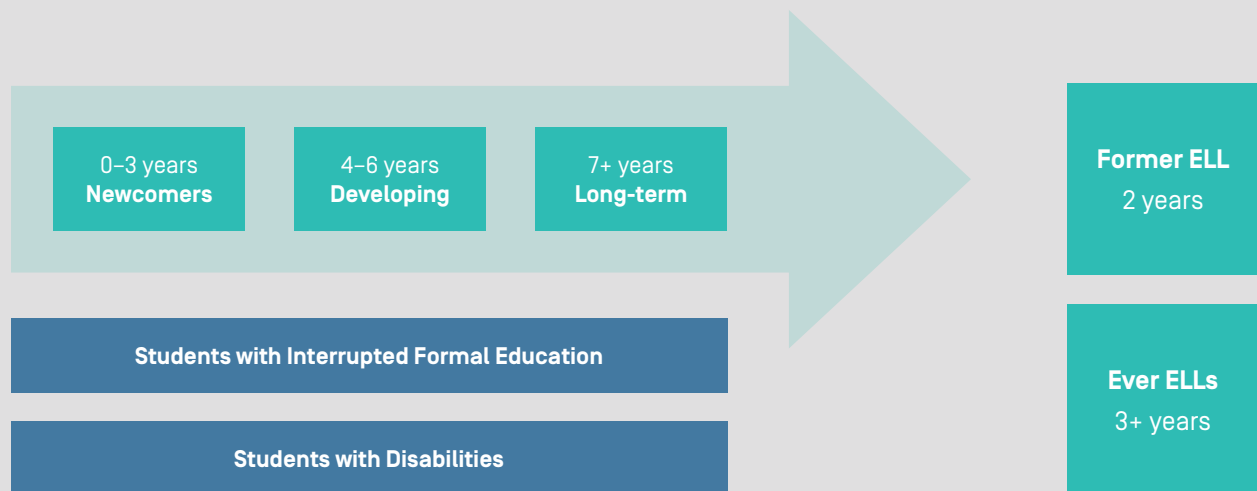 0–3 years
Newcomers
4–6 years
Developing
7+ years
Long-term
Students with Interrupted Formal Education
Students with Disabilities
Former ELL
2 years
Ever ELLs
3+ years